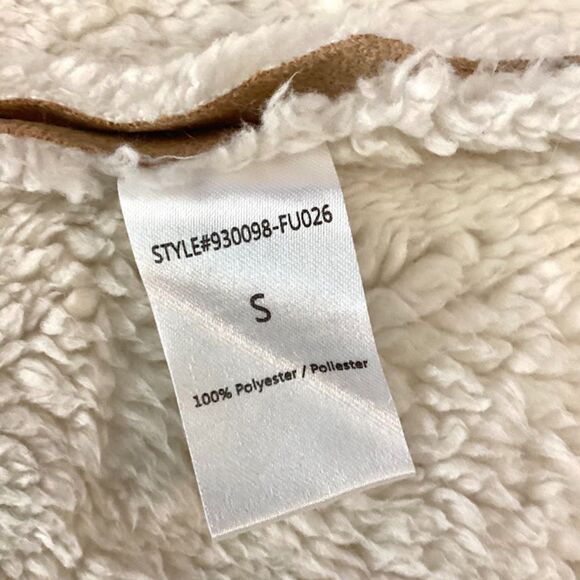 STYLE#930098-FU026
S
100% Polyester / Poliester